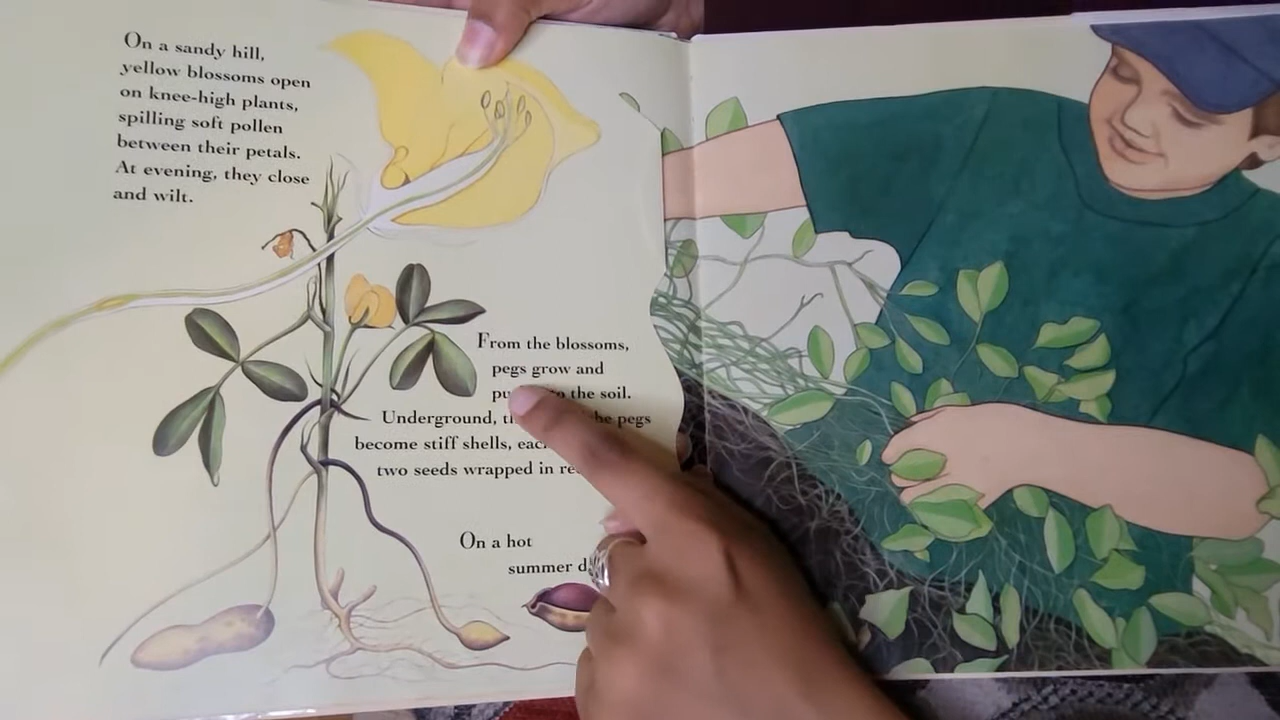 On a sandy hill,
yellow blossoms open
on knee-high plants,
spilling soft pollen
between their petals.
At evening, they close
and wilt.
From the blossoms,
pegs grow and
the soil.
Underground, the pegs
become stiff shells,
two seeds wrapped in
On a hot
summer